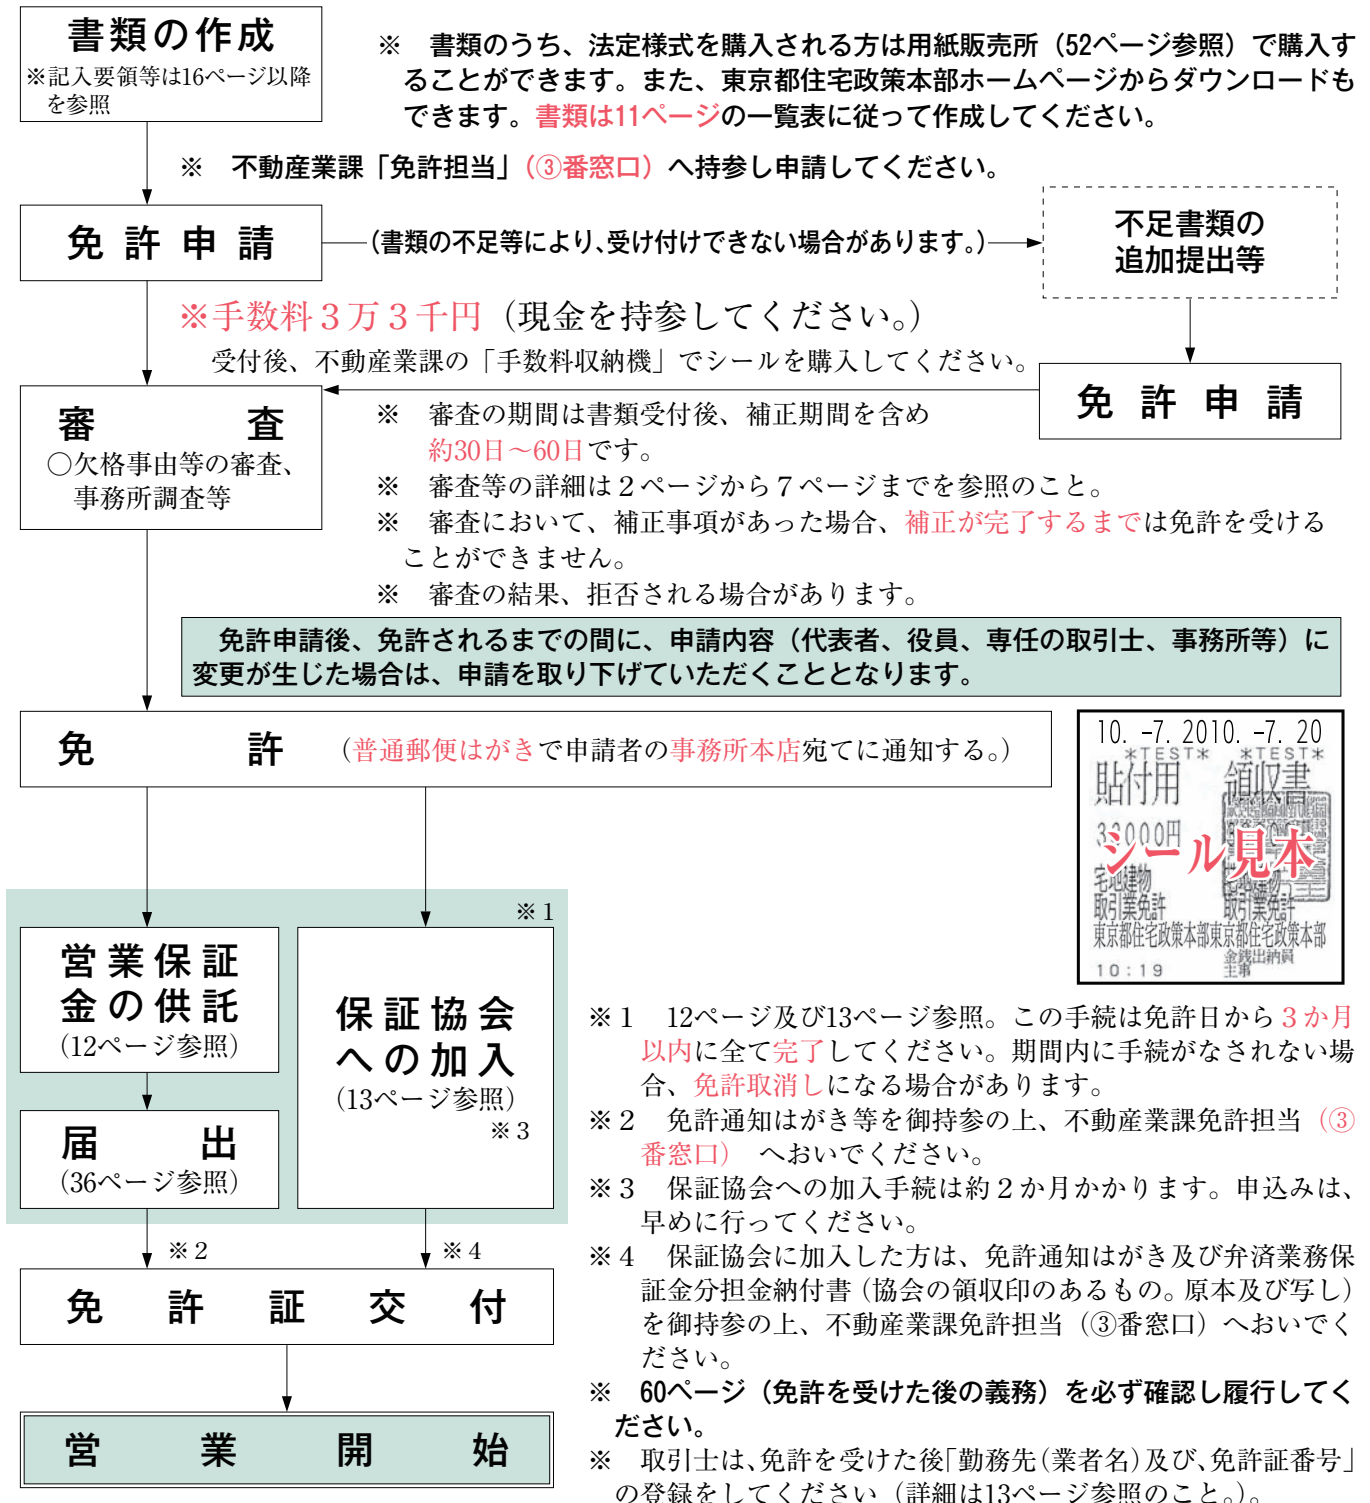 書類の作成
※記入要領等は16ページ以降
を参照
※　書類のうち、法定様式を購入される方は用紙販売所（52ページ参照）で購入す
ることができます。また、東京都住宅政策本部ホームページからダウンロードも
できます。書類は11ページの一覧表に従って作成してください。
※　不動産業課「免許担当」（③番窓口）へ持参し申請してください。
免許申請
（書類の不足等により、受け付けできない場合があります。）
不足書類の
追加提出等
※手数料３万３千円（現金を持参してください。）
受付後、不動産業課の「手数料収納機」でシールを購入してください。
免許申請
審査
○欠格事由等の審査、
事務所調査等
※　審査の期間は書類受付後、補正期間を含め
約30日～60日です。
※　審査等の詳細は２ページから７ページまでを参照のこと。
※　審査において、補正事項があった場合、補正が完了するまでは免許を受ける
ことができません。
※　審査の結果、拒否される場合があります。
免許申請後、免許されるまでの間に、申請内容（代表者、役員、専任の取引士、事務所等）に
変更が生じた場合は、申請を取り下げていただくこととなります。
免許　（普通郵便はがきで申請者の事務所本店宛てに通知する。）
10. -7. 2010. -7. 20
*TEST* *TEST*
貼付用　領収書
33000円
シール見本
宅地建物　宅地建物
取引業免許　取引業免許
東京都住宅政策本部東京都住宅政策本部
金銭出納員
10:19　主事
※１
営業保証
金の供託
（12ページ参照）
届出
（36ページ参照）
保証協会
への加入
（13ページ参照）
※３
※２
※４
免許証交付
営業開始
※１　12ページ及び13ページ参照。この手続は免許日から３か月
以内に全て完了してください。期間内に手続がなされない場
合、免許取消しになる場合があります。
※２　免許通知はがき等を御持参の上、不動産業課免許担当（③
番窓口）　へおいでください。
※３　保証協会への加入手続は約２か月かかります。申込みは、
早めに行ってください。
※４　保証協会に加入した方は、免許通知はがき及び弁済業務保
証金分担金納付書（協会の領収印のあるもの。原本及び写し）
を御持参の上、不動産業課免許担当（③番窓口）へおいでく
ださい。
※　60ページ（免許を受けた後の義務）を必ず確認し履行してく
ださい。
※　取引士は、免許を受けた後「勤務先（業者名）及び、免許証番号」
の登録をしてください（詳細は13ページ参照のこと。）。